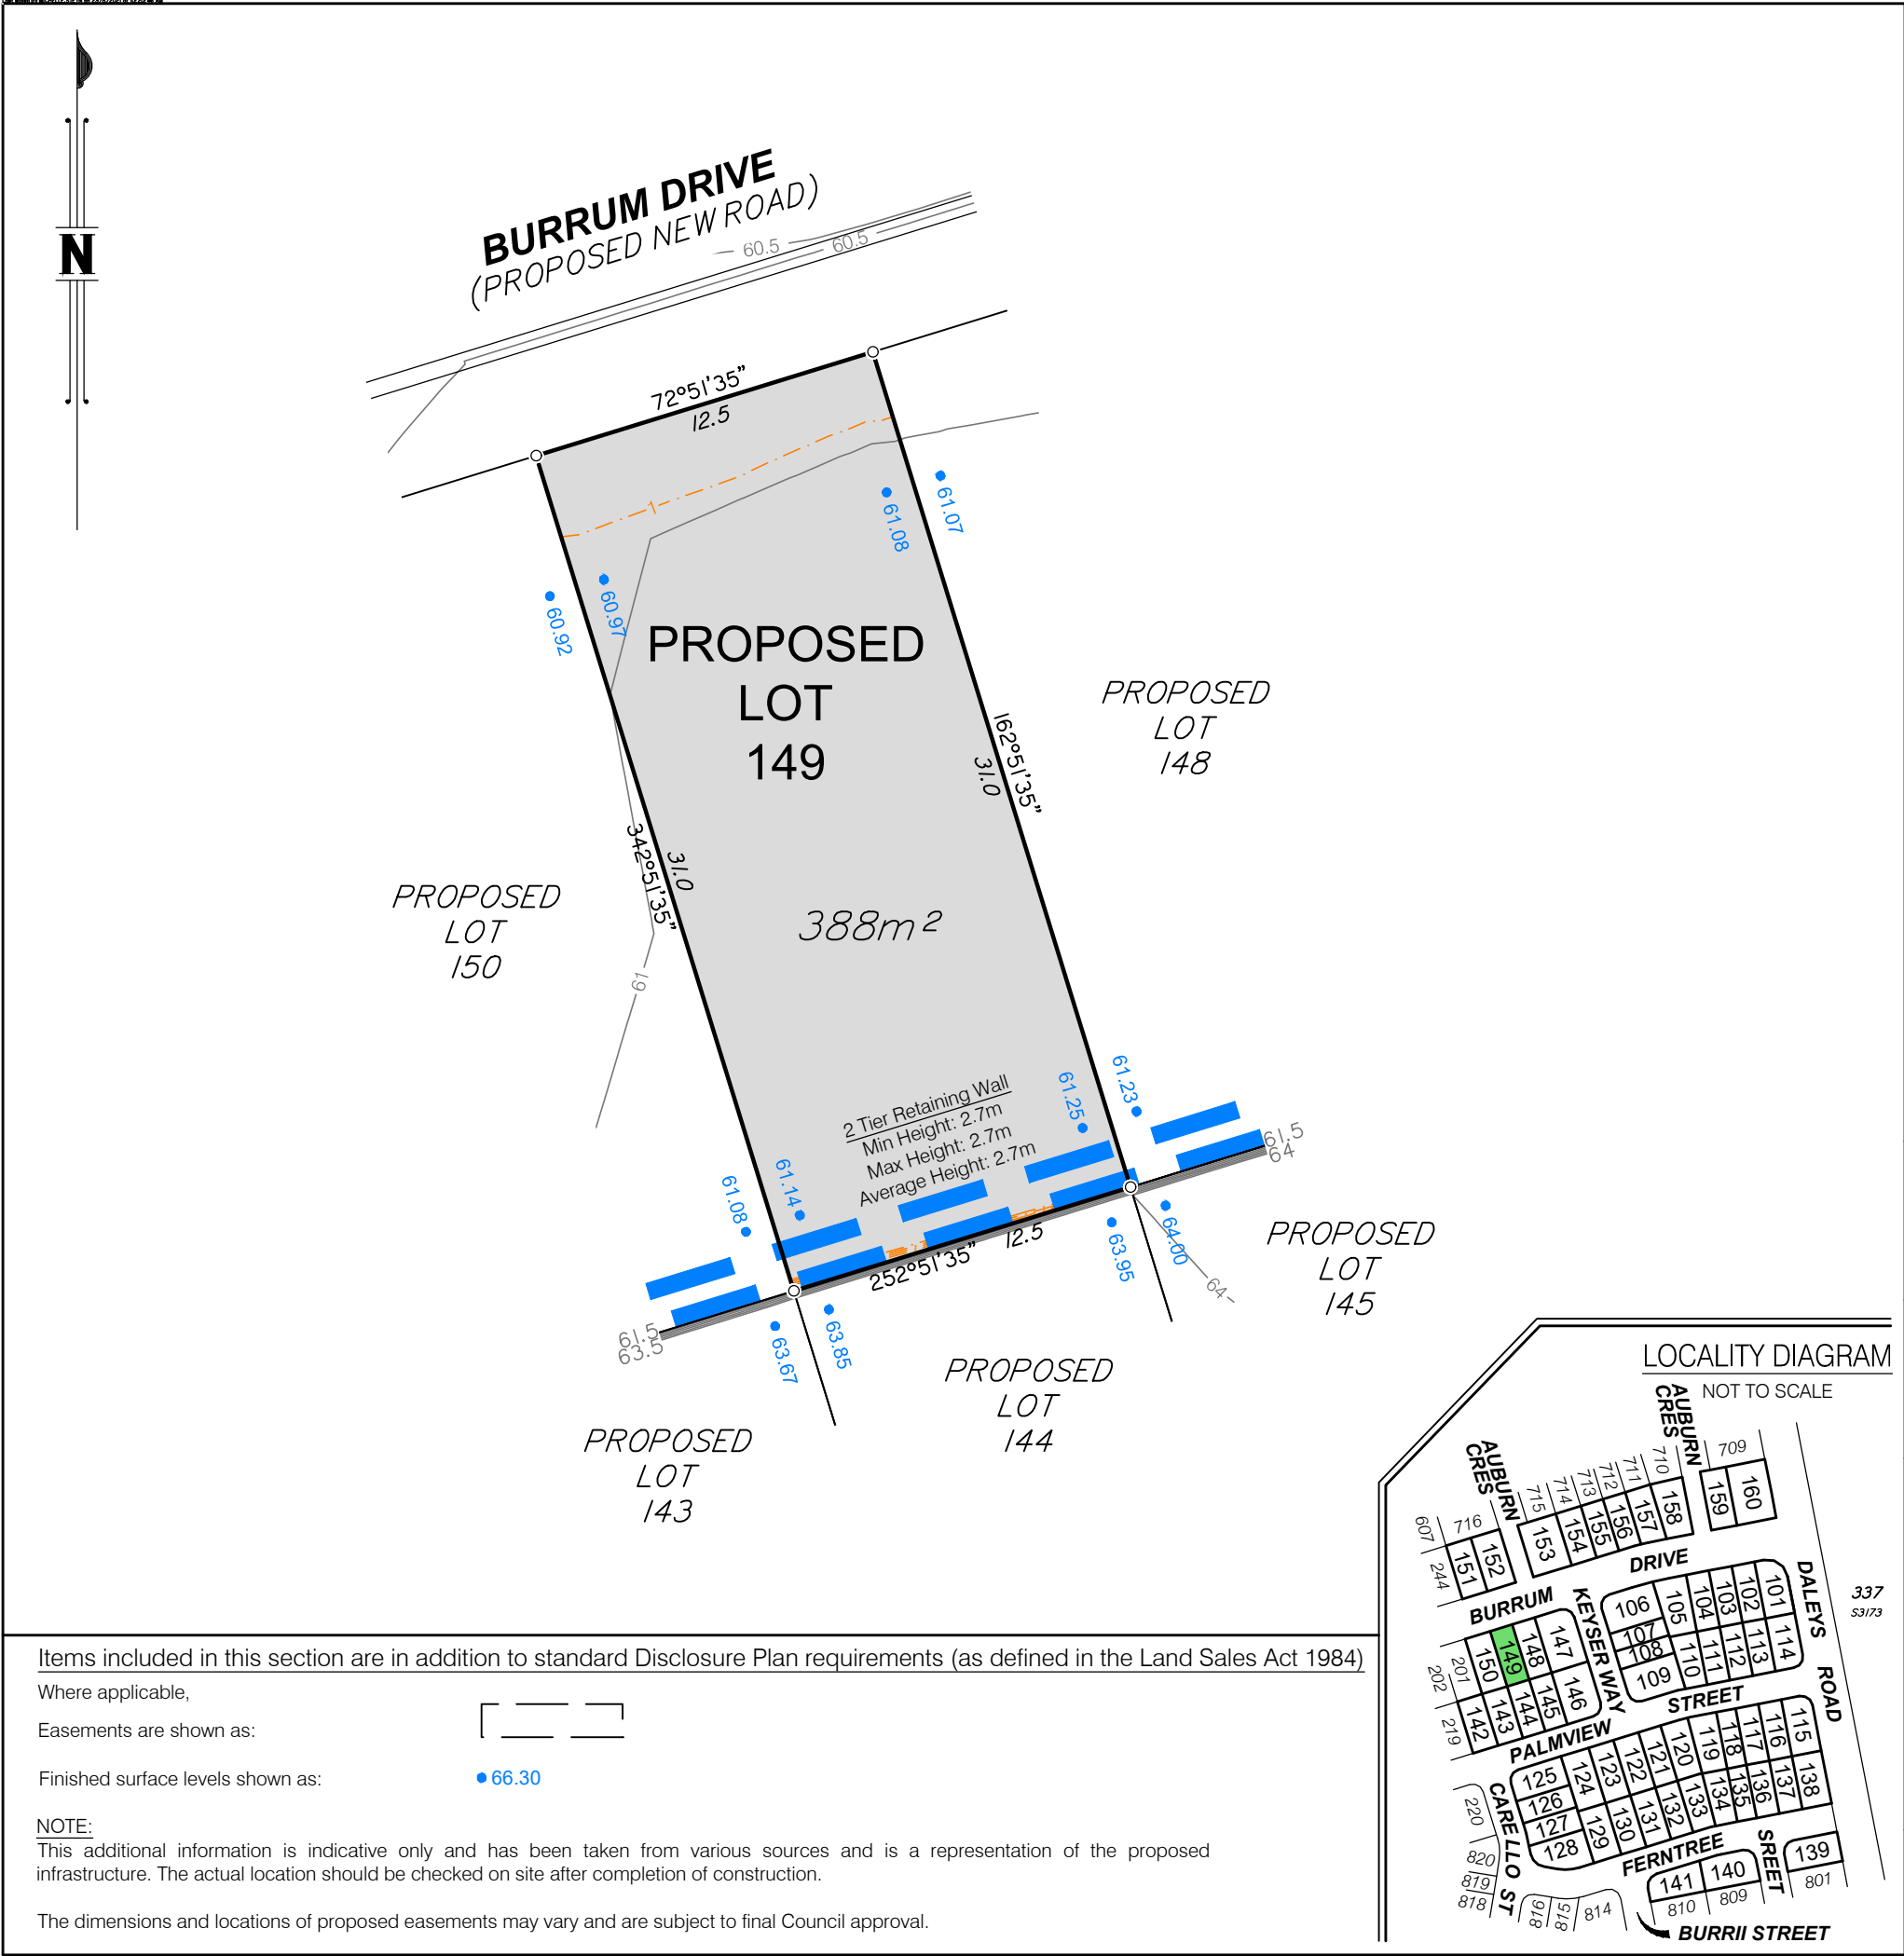 N
BURRUM DRIVE
(PROPOSED NEW ROAD)
60.5
60.5
72°51'35"
12.5
61.07
61.08
60.97
60.92
PROPOSED
LOT
149
162°51'35"
31.0
PROPOSED
LOT
148
342°51'35"
31.0
388m²
PROPOSED
LOT
150
61
2 Tier Retaining Wall
Min Height: 2.7m
Max Height: 2.7m
Average Height: 2.7m
61.25
61.23
61.14
61.08
61.5
64
61.5
63.5
252°51'35"
12.5
63.95
64.00
64
63.67
63.85
PROPOSED
LOT
145
PROPOSED
LOT
144
PROPOSED
LOT
143
LOCALITY DIAGRAM
NOT TO SCALE
AUBURN
CRES
AUBURN
CRES
709
710
711
712
713
714
715
716
607
244
151
152
153
154
155
156
157
158
159
160
BURRUM
DRIVE
KEYSER WAY
DALEYS
ROAD
337
S3173
106
105
104
103
102
101
107
108
109
110
111
112
113
114
201
202
219
150
149
148
147
142
143
144
145
146
PALMVIEW
STREET
125
126
127
128
124
123
122
121
120
119
118
117
116
115
129
130
131
132
133
134
135
136
137
138
CARELLO ST
220
820
819
818
816
815
814
FERNTREE
SREET
141
140
139
810
809
801
BURRII STREET
Items included in this section are in addition to standard Disclosure Plan requirements (as defined in the Land Sales Act 1984)
Where applicable,
Easements are shown as:
Finished surface levels shown as:
66.30
NOTE:
This additional information is indicative only and has been taken from various sources and is a representation of the proposed
infrastructure. The actual location should be checked on site after completion of construction.
The dimensions and locations of proposed easements may vary and are subject to final Council approval.